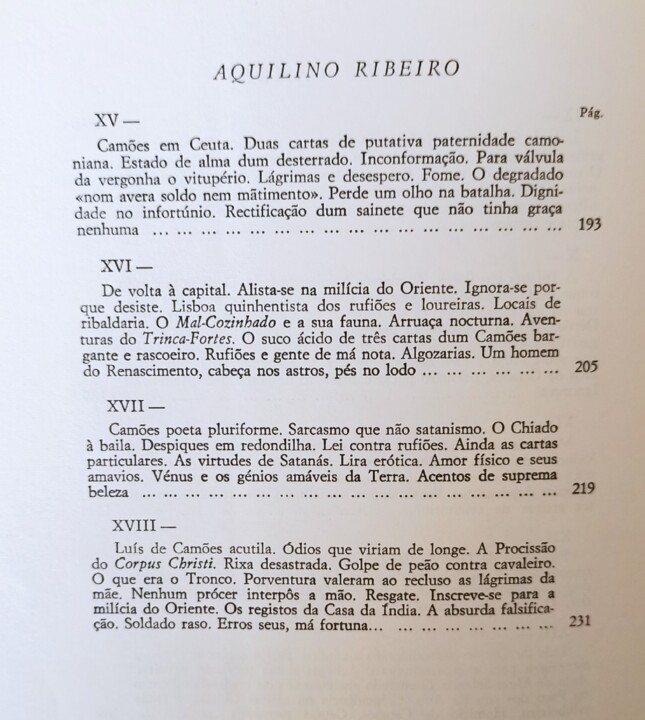 AQUILINO RIBEIRO
Pág.
XV —
Camões em Ceuta. Duas cartas de putativa paternidade camo-
niana. Estado de alma dum desterrado. Inconformação. Para válvula
da vergonha o vitupério. Lágrimas e desespero. Fome. O degradado
«nom avera soldo nem mãtimento». Perde um olho na batalha. Digni-
dade no infortúnio. Rectificação dum sainete que não tinha graça
nenhuma ... ... ... ... ... ... ... ... ... ... ... ... ... ... ... ... 193
XVI —
De volta à capital. Alista-se na milícia do Oriente. Ignora-se por-
que desiste. Lisboa quinhentista dos rufiões e loureiras. Locais de
ribaldaria. O Mal-Cozinhado e a sua fauna. Arruaça nocturna. Aven-
turas do Trinca-Fortes. O suco ácido de três cartas dum Camões bar-
gante e rascoeiro. Rufiões e gente de má nota. Algozarias. Um homem
do Renascimento, cabeça nos astros, pés no lodo ... ... ... ... ... ... 205
XVII —
Camões poeta pluriforme. Sarcasmo que não satanismo. O Chiado
à baila. Despiques em redondilha. Lei contra rufiões. Ainda as cartas
particulares. As virtudes de Satanás. Lira erótica. Amor físico e seus
amavios. Vénus e os génios amáveis da Terra. Acentos de suprema
beleza ... ... ... ... ... ... ... ... ... ... ... ... ... ... ... ... ... 219
XVIII —
Luís de Camões acutila. Ódios que viriam de longe. A Procissão
do Corpus Christi. Rixa desastrada. Golpe de peão contra cavaleiro.
O que era o Tronco. Porventura valeram ao recluso as lágrimas da
mãe. Nenhum prócer interpôs a mão. Resgate. Inscreve-se para a
milícia do Oriente. Os registos da Casa da Índia. A absurda falsifica-
ção. Soldado raso. Erros seus, má fortuna... ... ... ... ... ... ... 231